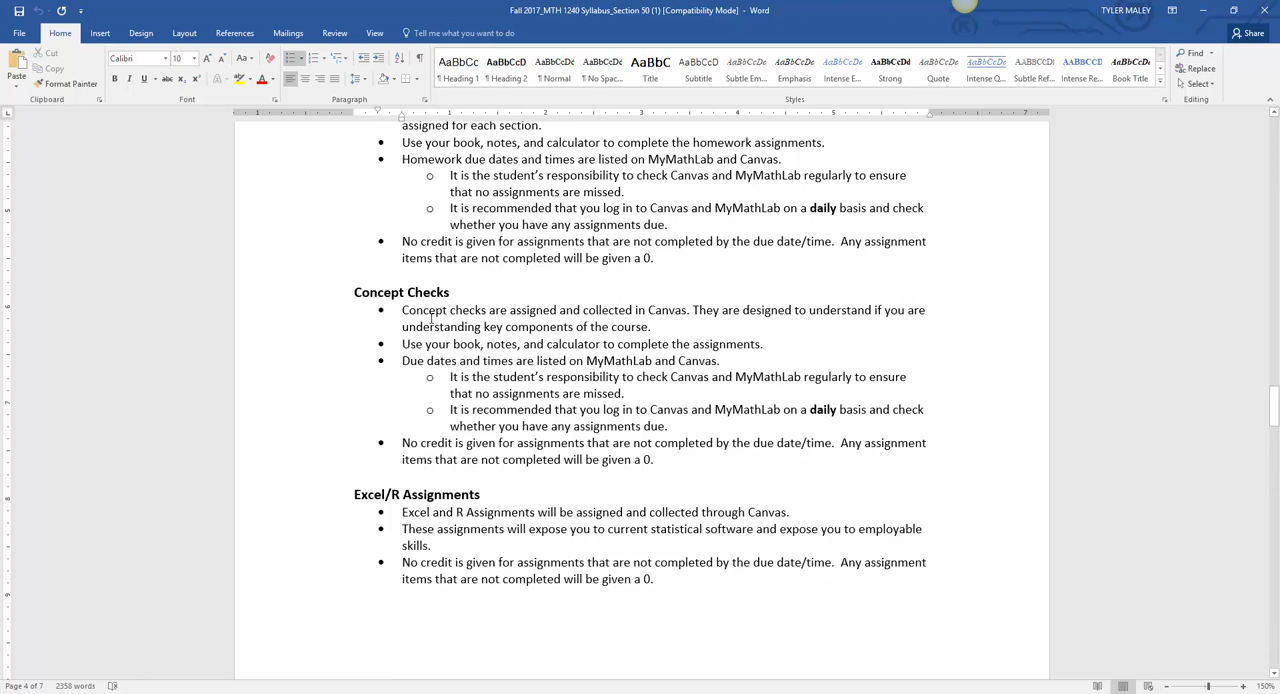 Fall 2017_MTH 1240 Syllabus_Section 50 (1) [Compatibility Mode] - Word
TYLER MALEY
File Home Insert Design Layout References Mailings Review View Tell me what you want to do
Share
Paste
Cut
Copy
Format Painter
Clipboard
Calibri 10
Font
Paragraph
AaBbCc AaBbCc AaBbCcDc AaBbCcDc AaBbC AaBbCcD AaBbCcDc AaBbCcDc AaBbCcDc AaBbCcDd AaBbCcDc AaBbCcDc AaBbCcDd AaBbCcD AaBbCcDc
¶ Heading 1 ¶ Heading 2 ¶ Normal ¶ No Spac... Title Subtitle Subtle Em... Emphasis Intense E... Strong Quote Intense Q... Subtle Ref... Intense Re... Book Title
Styles
Find
Replace
Select
Editing
assigned for each section.
• Use your book, notes, and calculator to complete the homework assignments.
• Homework due dates and times are listed on MyMathLab and Canvas.
o It is the student's responsibility to check Canvas and MyMathLab regularly to ensure
that no assignments are missed.
o It is recommended that you log in to Canvas and MyMathLab on a daily basis and check
whether you have any assignments due.
• No credit is given for assignments that are not completed by the due date/time. Any assignment
items that are not completed will be given a 0.
Concept Checks
• Concept checks are assigned and collected in Canvas. They are designed to understand if you are
understanding key components of the course.
• Use your book, notes, and calculator to complete the assignments.
• Due dates and times are listed on MyMathLab and Canvas.
o It is the student's responsibility to check Canvas and MyMathLab regularly to ensure
that no assignments are missed.
o It is recommended that you log in to Canvas and MyMathLab on a daily basis and check
whether you have any assignments due.
• No credit is given for assignments that are not completed by the due date/time. Any assignment
items that are not completed will be given a 0.
Excel/R Assignments
• Excel and R Assignments will be assigned and collected through Canvas.
• These assignments will expose you to current statistical software and expose you to employable
skills.
• No credit is given for assignments that are not completed by the due date/time. Any assignment
items that are not completed will be given a 0.
Page 4 of 7 2358 words
150%